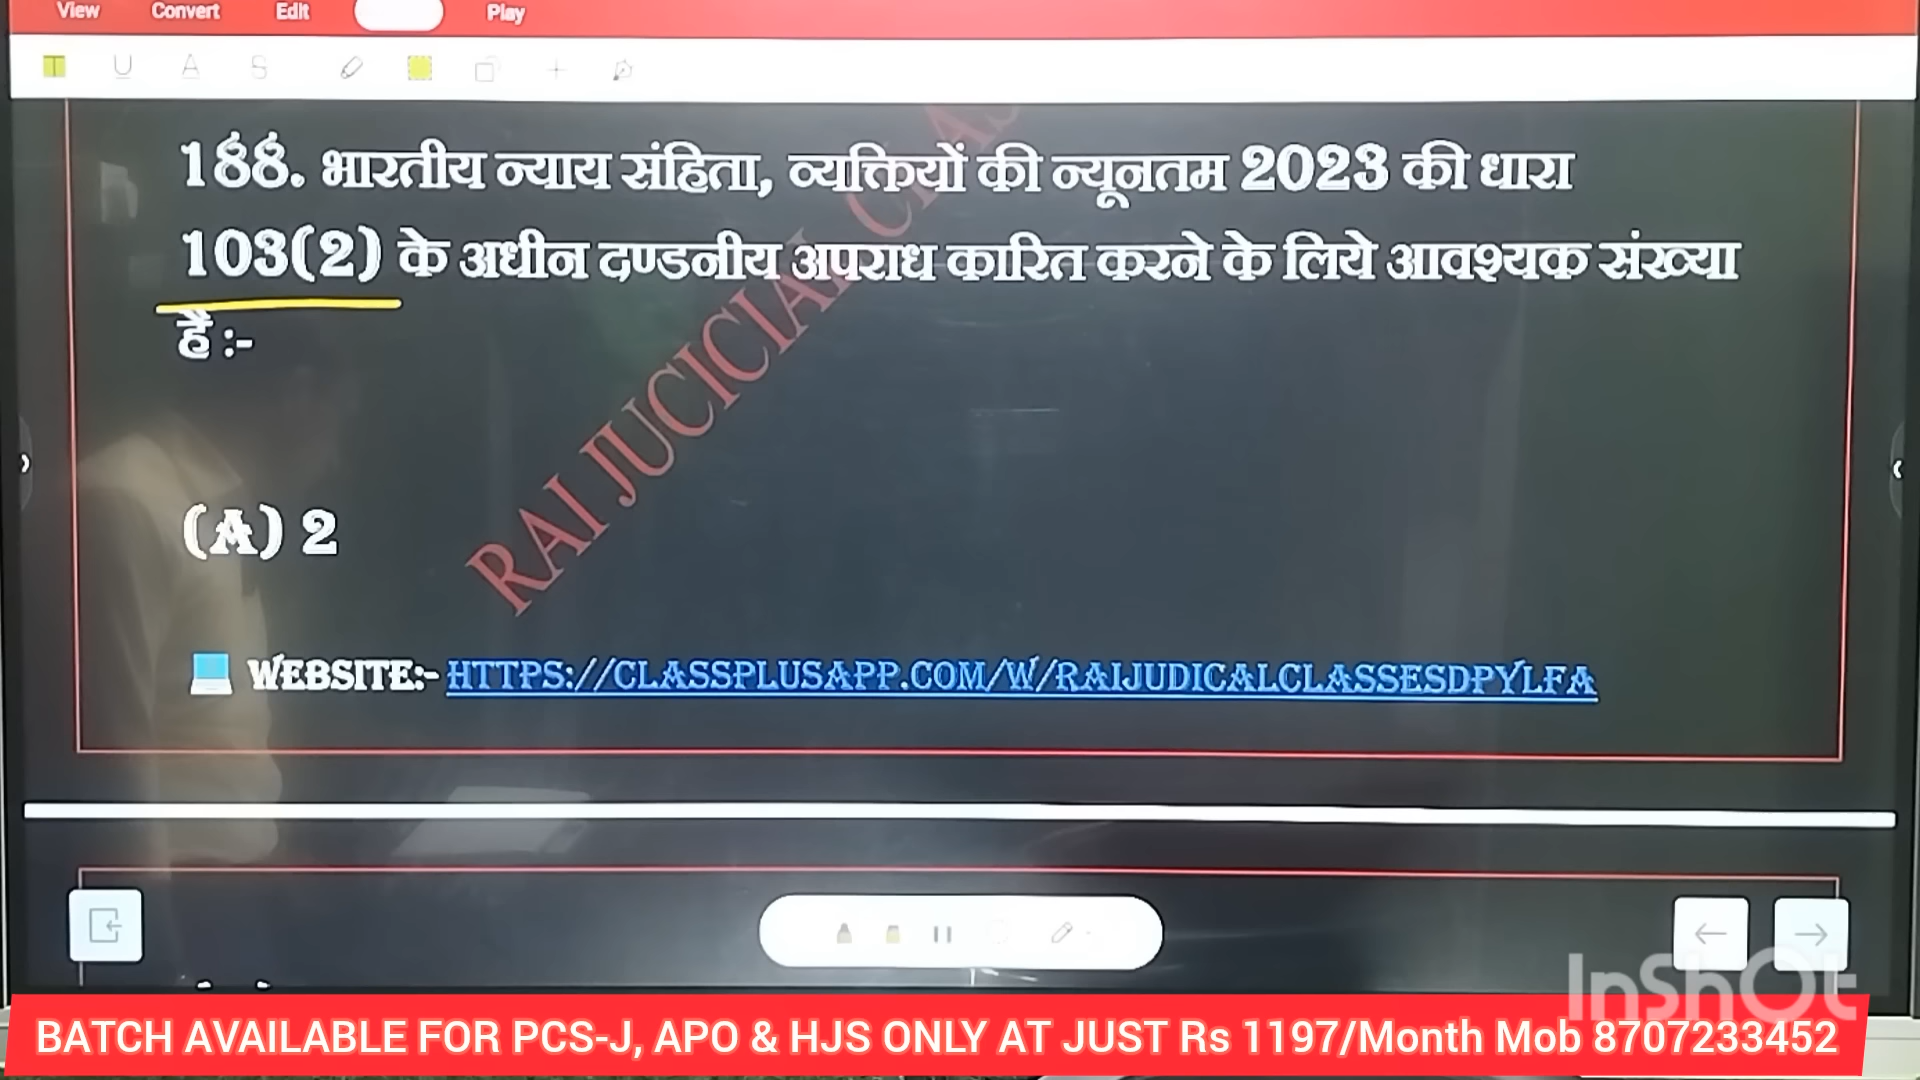 View Convert Edit Play
T U A S
188. भारतीय न्याय संहिता, व्यक्तियों की न्यूनतम 2023 की धारा
103(2) के अधीन दण्डनीय अपराध कारित करने के लिये आवश्यक संख्या
है :-
(A) 2
RAI JUCICIAL CLAS
WEBSITE:- HTTPS://CLASSPLUSAPP.COM/W/RAIJUDICALCLASSESDPYLFA
InShOt
BATCH AVAILABLE FOR PCS-J, APO & HJS ONLY AT JUST Rs 1197/Month Mob 8707233452